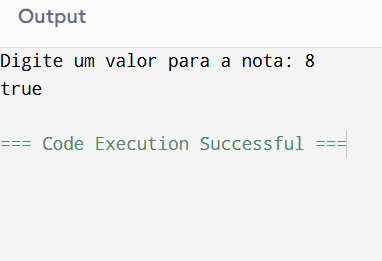 Output
Digite um valor para a nota: 8
true
=== Code Execution Successful ===